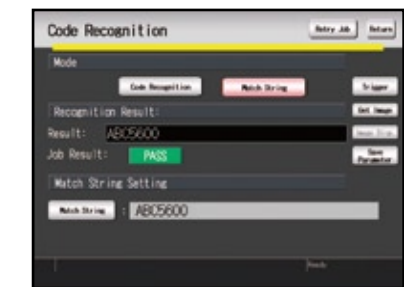 Code Recognition
Retry Job
Return
Mode
Code Recognition
Match String
Trigger
Recognition Result:
Get Image
Result: ABC5600
Job Result: PASS
Save Parameter
Match String Setting
Match String : ABC5600
Ready